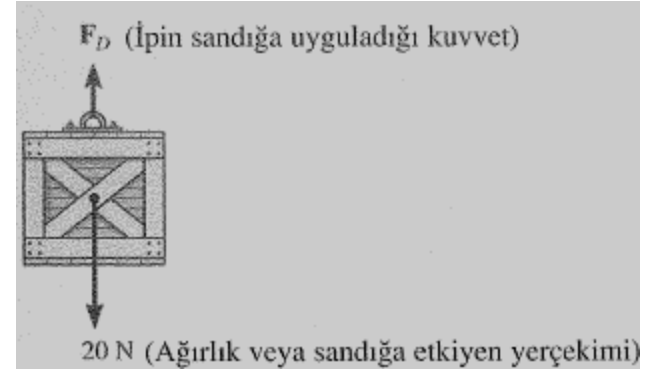 F_D (İpin sandığa uyguladığı kuvvet)
20 N (Ağırlık veya sandığa etkiyen yerçekimi)